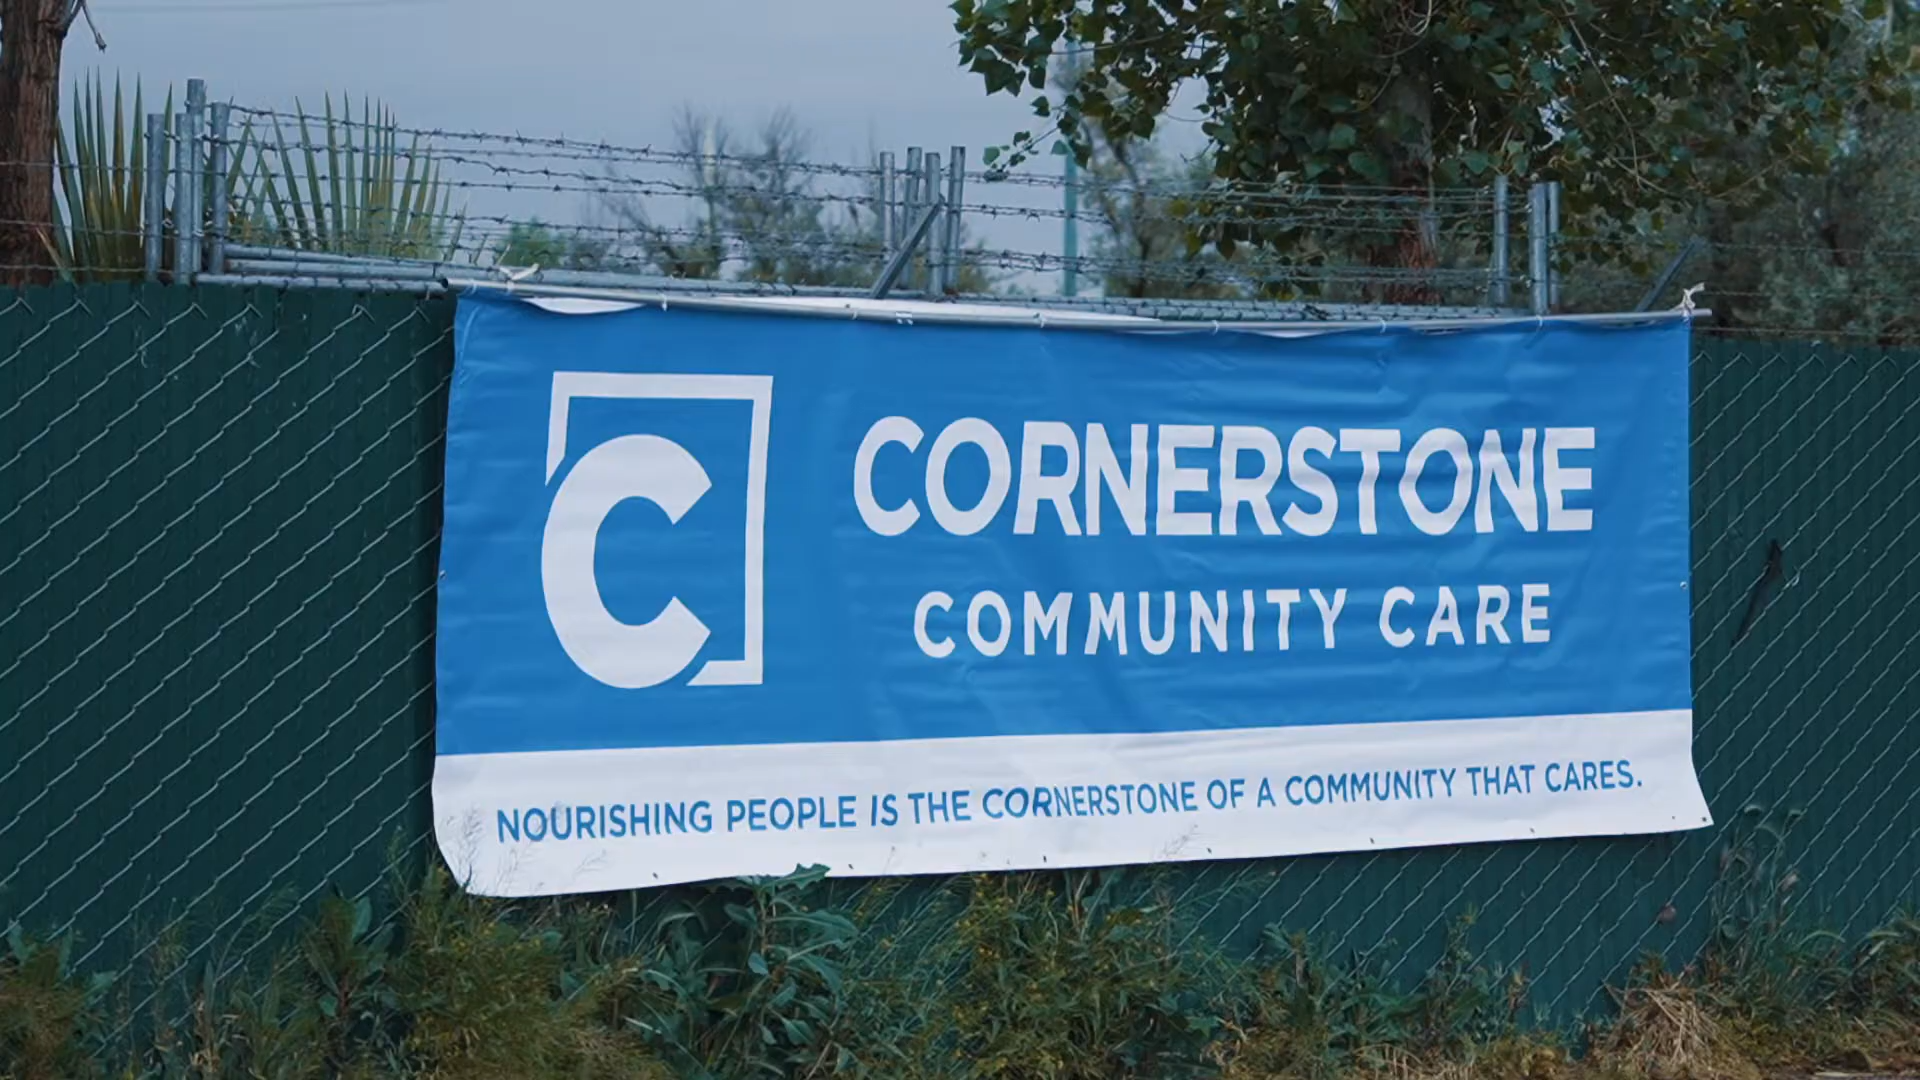 C
CORNERSTONE
COMMUNITY CARE
NOURISHING PEOPLE IS THE CORNERSTONE OF A COMMUNITY THAT CARES.